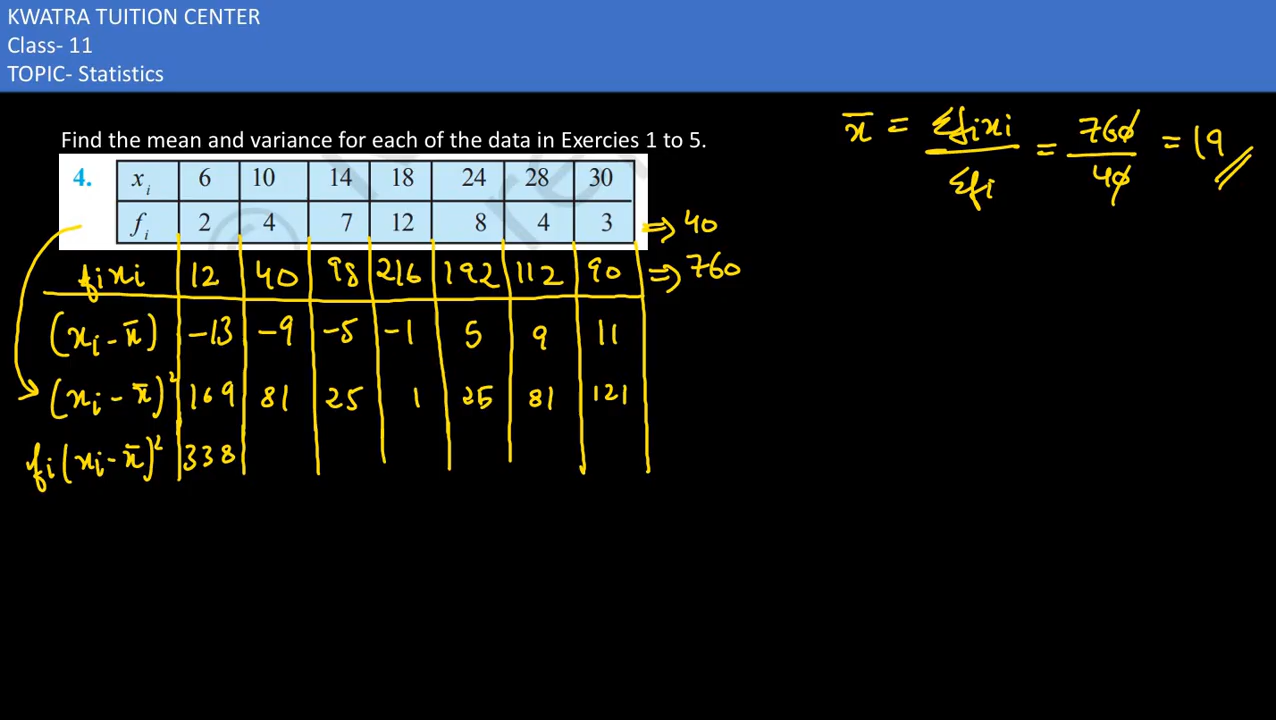 KWATRA TUITION CENTER
Class- 11
TOPIC- Statistics
Find the mean and variance for each of the data in Exercies 1 to 5.
x̄ = Σfixi / Σfi = 760 / 40 = 19
4. xi 6 10 14 18 24 28 30
fi 2 4 7 12 8 4 3 ⇒ 40
fixi 12 40 98 216 192 112 90 ⇒ 760
(xi - x̄) -13 -9 -5 -1 5 9 11
(xi - x̄)² 169 81 25 1 25 81 121
fi(xi - x̄)² 338